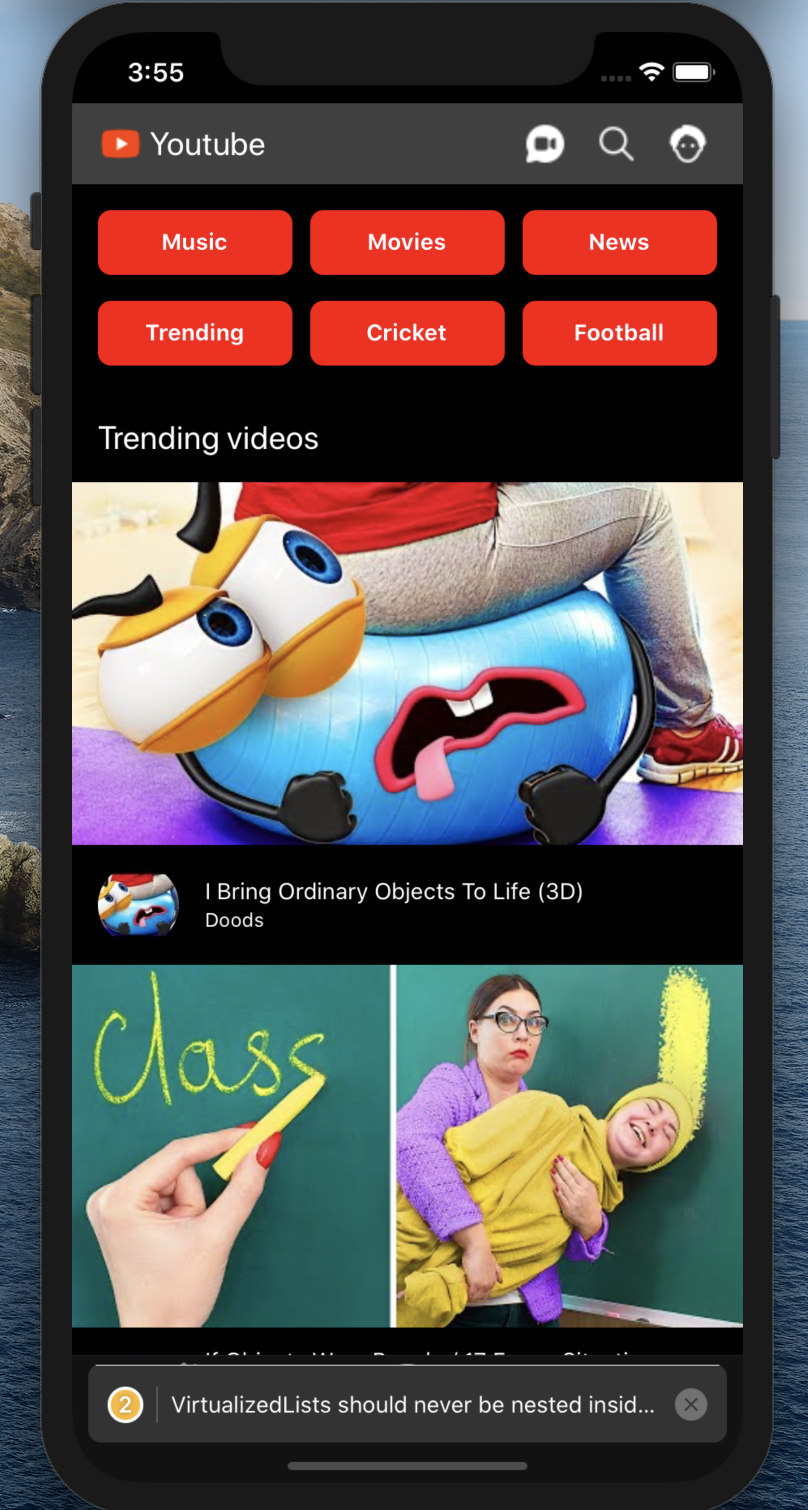 3:55
Youtube
Music Movies News
Trending Cricket Football
Trending videos
I Bring Ordinary Objects To Life (3D)
Doods
class
2 VirtualizedLists should never be nested insid...